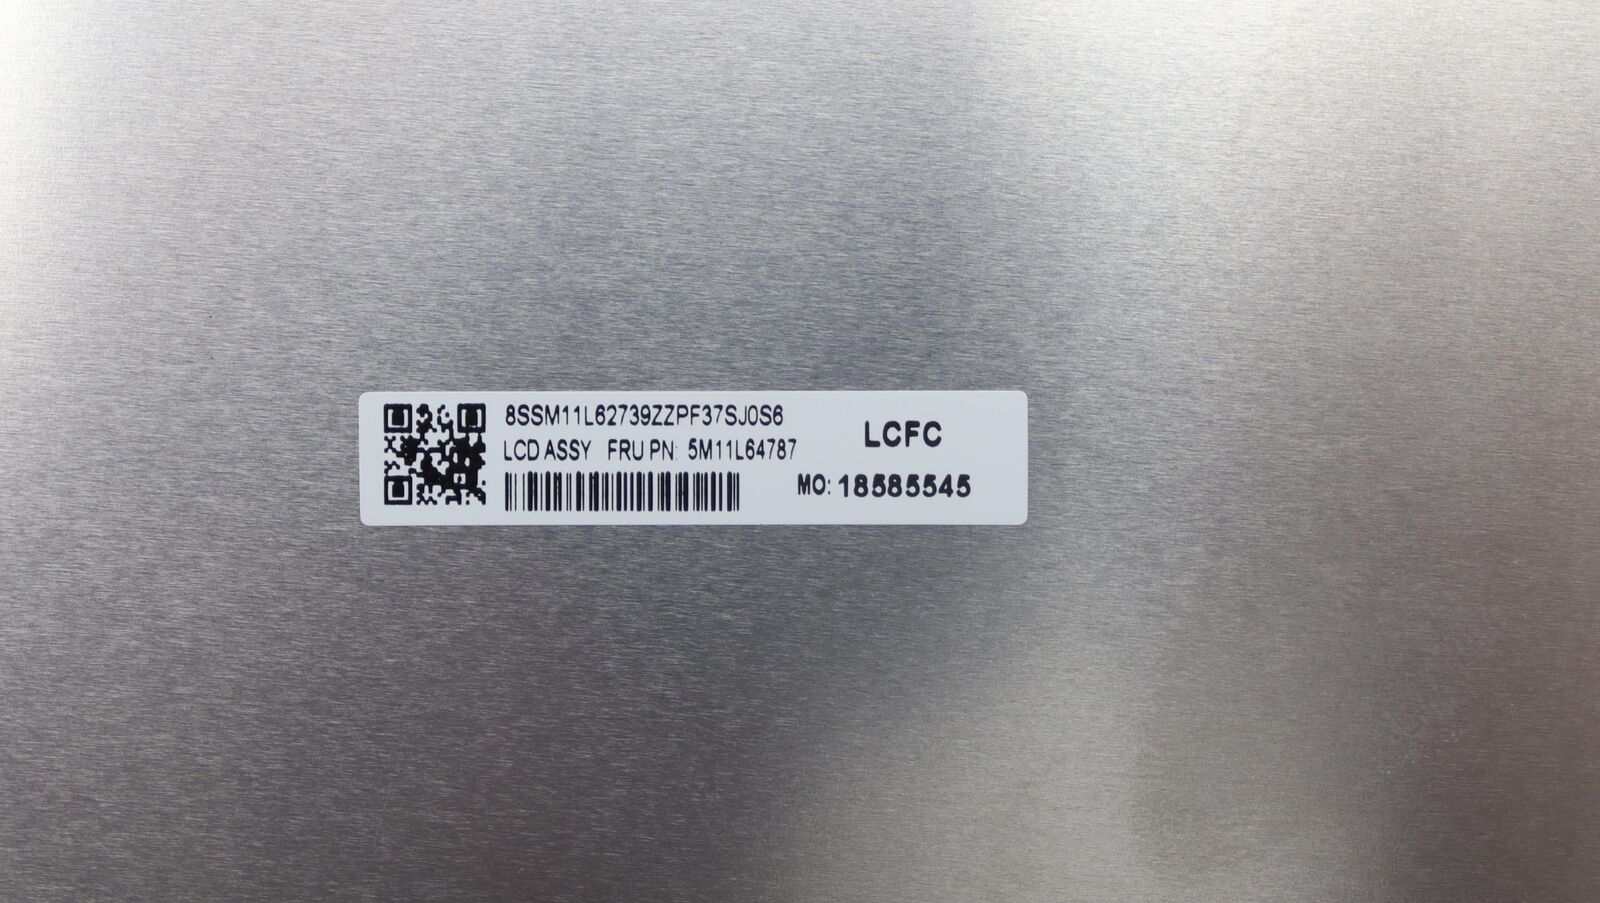 8SSM11L62739ZZPF37SJ0S6
LCD ASSY FRU PN: 5M11L64787
LCFC
MO: 18585545